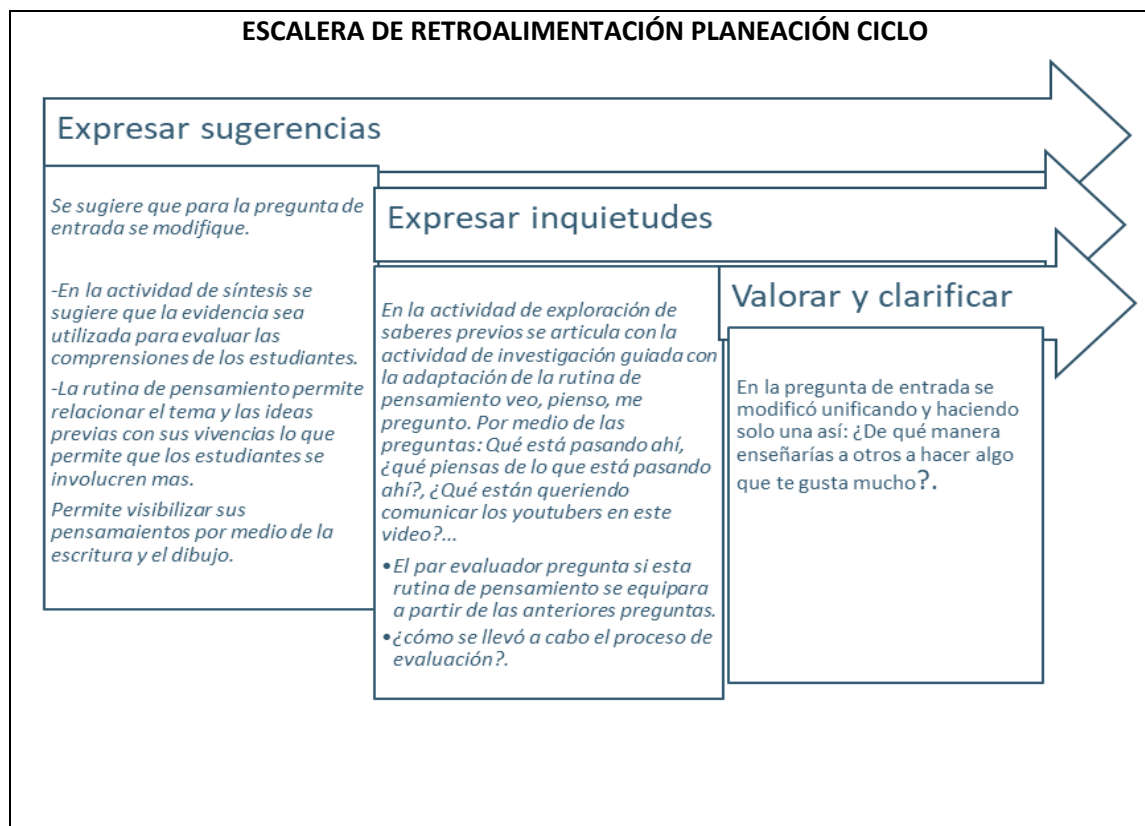 ESCALERA DE RETROALIMENTACIÓN PLANEACIÓN CICLO
Expresar sugerencias
Se sugiere que para la pregunta de
entrada se modifique.
-En la actividad de síntesis se
sugiere que la evidencia sea
utilizada para evaluar las
comprensiones de los estudiantes.
-La rutina de pensamiento permite
relacionar el tema y las ideas
previas con sus vivencias lo que
permite que los estudiantes se
involucren mas.
Permite visibilizar sus
pensamaientos por medio de la
escritura y el dibujo.
Expresar inquietudes
En la actividad de exploración de
saberes previos se articula con la
actividad de investigación guiada con
la adaptación de la rutina de
pensamiento veo, pienso, me
pregunto. Por medio de las
preguntas: Qué está pasando ahí,
¿qué piensas de lo que está pasando
ahí?, ¿Qué están queriendo
comunicar los youtubers en este
video?...
•El par evaluador pregunta si esta
rutina de pensamiento se equipara
a partir de las anteriores preguntas.
•¿cómo se llevó a cabo el proceso de
evaluación?.
Valorar y clarificar
En la pregunta de entrada se
modificó unificando y haciendo
solo una así: ¿De qué manera
enseñarías a otros a hacer algo
que te gusta mucho?.